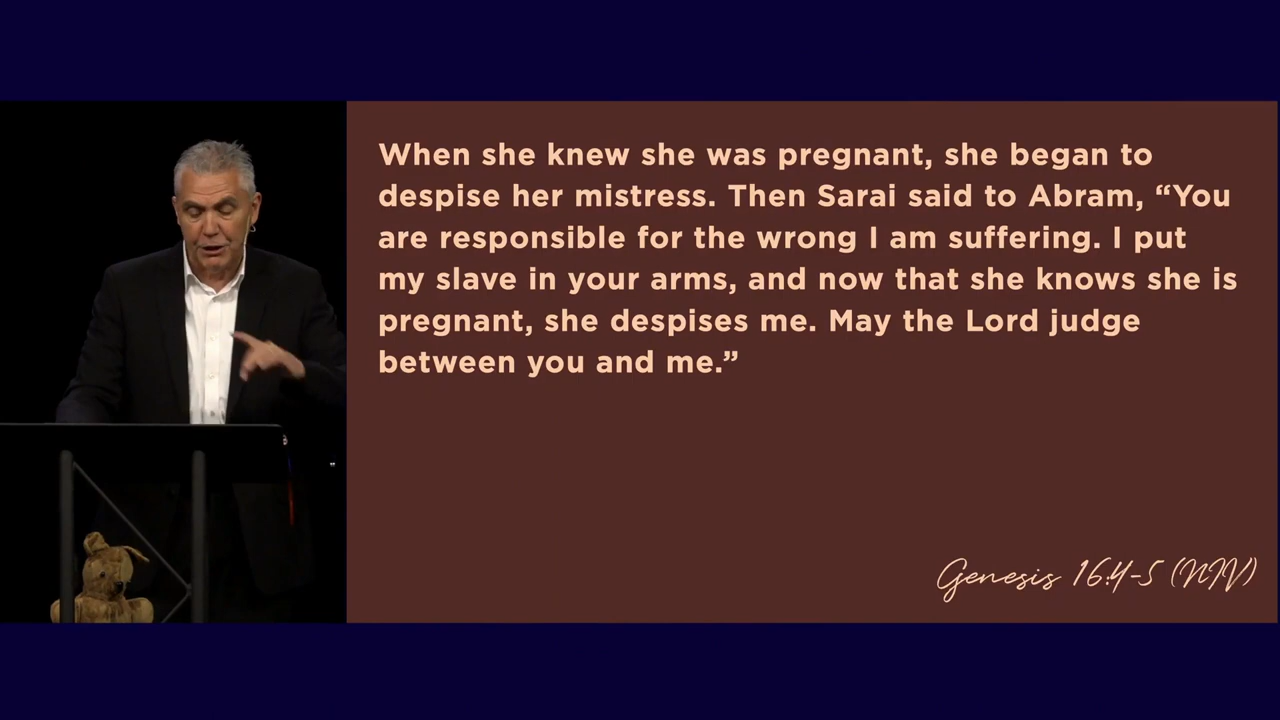 When she knew she was pregnant, she began to
despise her mistress. Then Sarai said to Abram, “You
are responsible for the wrong I am suffering. I put
my slave in your arms, and now that she knows she is
pregnant, she despises me. May the Lord judge
between you and me.”
Genesis 16:4-5 (NIV)